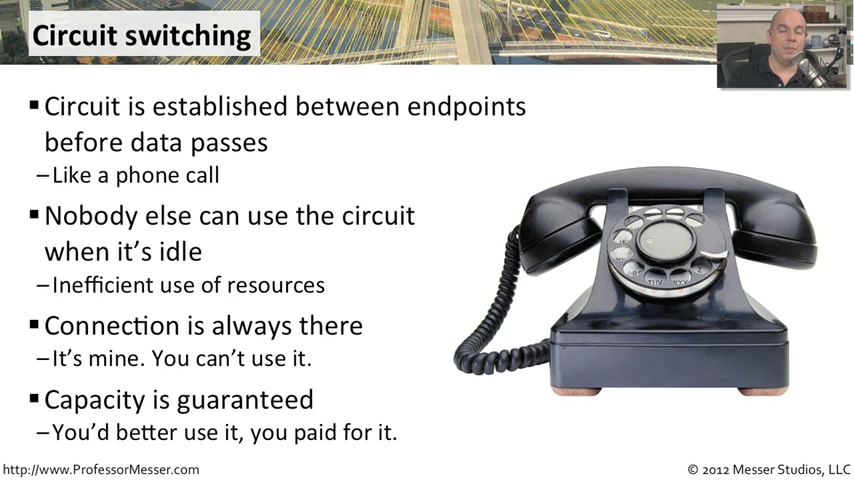 Circuit switching
▪ Circuit is established between endpoints
before data passes
– Like a phone call
▪ Nobody else can use the circuit
when it's idle
– Inefficient use of resources
▪ Connection is always there
– It's mine. You can't use it.
▪ Capacity is guaranteed
– You'd better use it, you paid for it.
http://www.ProfessorMesser.com
© 2012 Messer Studios, LLC